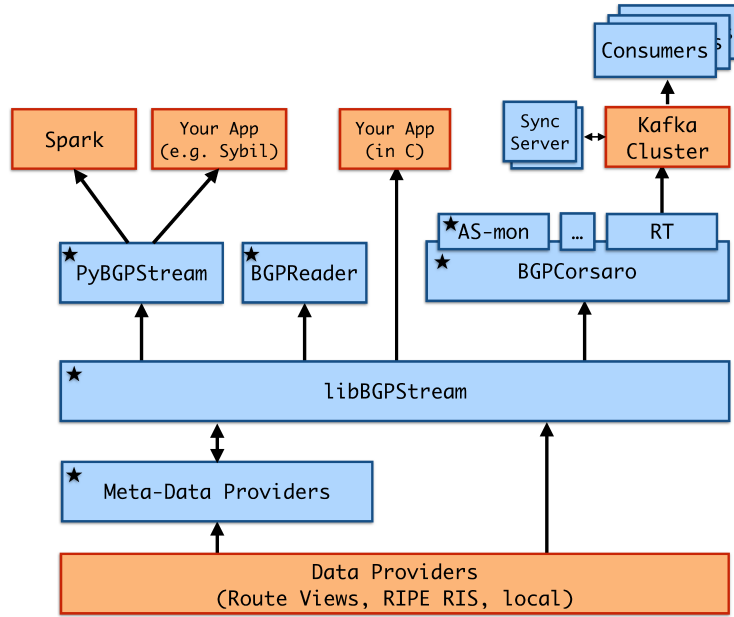 Consumers
Sync
Server
Kafka
Cluster
Spark
Your App
(e.g. Sybil)
Your App
(in C)
AS-mon
…
RT
PyBGPStream
BGPReader
BGPCorsaro
libBGPStream
Meta-Data Providers
Data Providers
(Route Views, RIPE RIS, local)